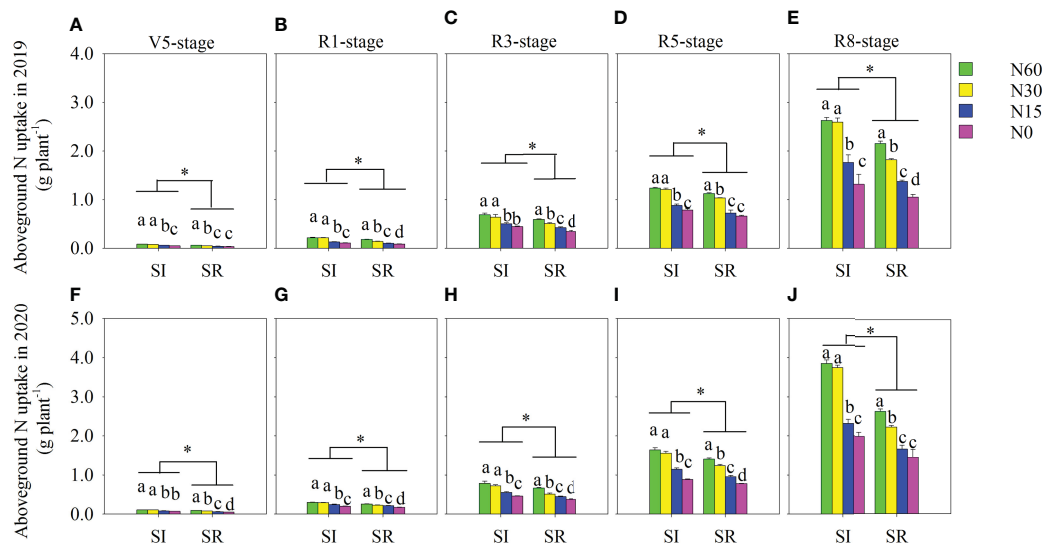 A B C D E
V5-stage R1-stage R3-stage R5-stage R8-stage
Aboveground N uptake in 2019
(g plant-1)
4.0
3.0
2.0
1.0
0.0
* * * * *
a a b c a b c c
a a b c a b c d
a a b b a b c d
a a b c a b c c
a a b c a b c d
SI SR SI SR SI SR SI SR SI SR
N60
N30
N15
N0
F G H I J
Aboveground N uptake in 2020
(g plant-1)
5.0
4.0
3.0
2.0
1.0
0.0
* * * * *
a a b b a b c d
a a b c a b c d
a a b c a b c d
a a b c a b c d
a a b c a b c c
SI SR SI SR SI SR SI SR SI SR